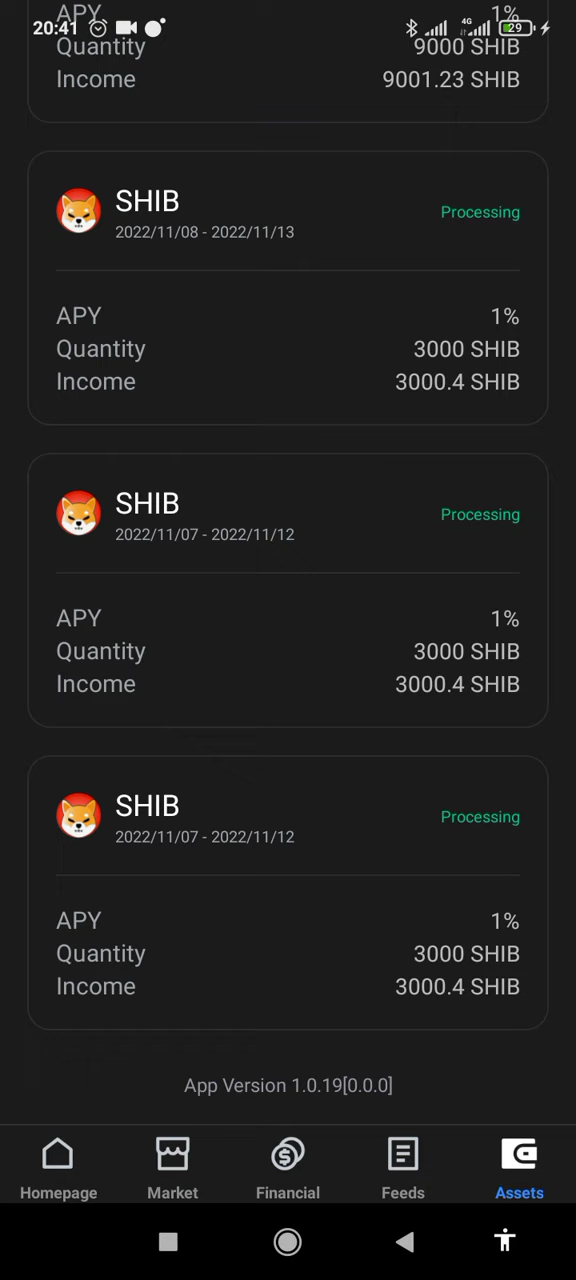 APY 1%
20:41 4G 29
Quantity 9000 SHIB
Income 9001.23 SHIB
SHIB
Processing
2022/11/08 - 2022/11/13
APY 1%
Quantity 3000 SHIB
Income 3000.4 SHIB
SHIB
Processing
2022/11/07 - 2022/11/12
APY 1%
Quantity 3000 SHIB
Income 3000.4 SHIB
SHIB
Processing
2022/11/07 - 2022/11/12
APY 1%
Quantity 3000 SHIB
Income 3000.4 SHIB
App Version 1.0.19[0.0.0]
Homepage Market Financial Feeds Assets